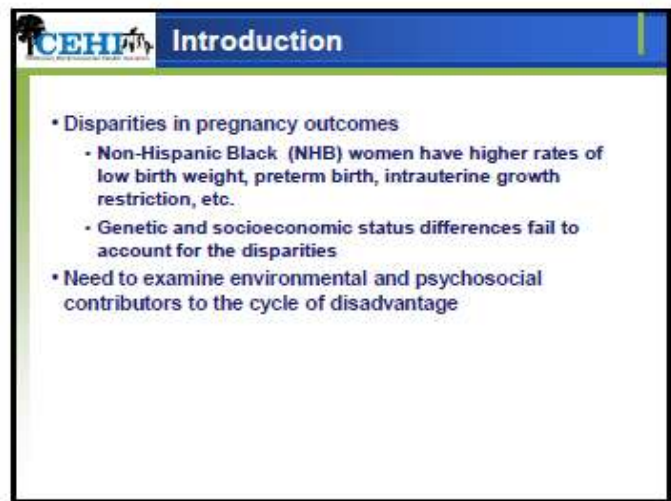 CEHI
Introduction
• Disparities in pregnancy outcomes
- Non-Hispanic Black (NHB) women have higher rates of
low birth weight, preterm birth, intrauterine growth
restriction, etc.
- Genetic and socioeconomic status differences fail to
account for the disparities
• Need to examine environmental and psychosocial
contributors to the cycle of disadvantage